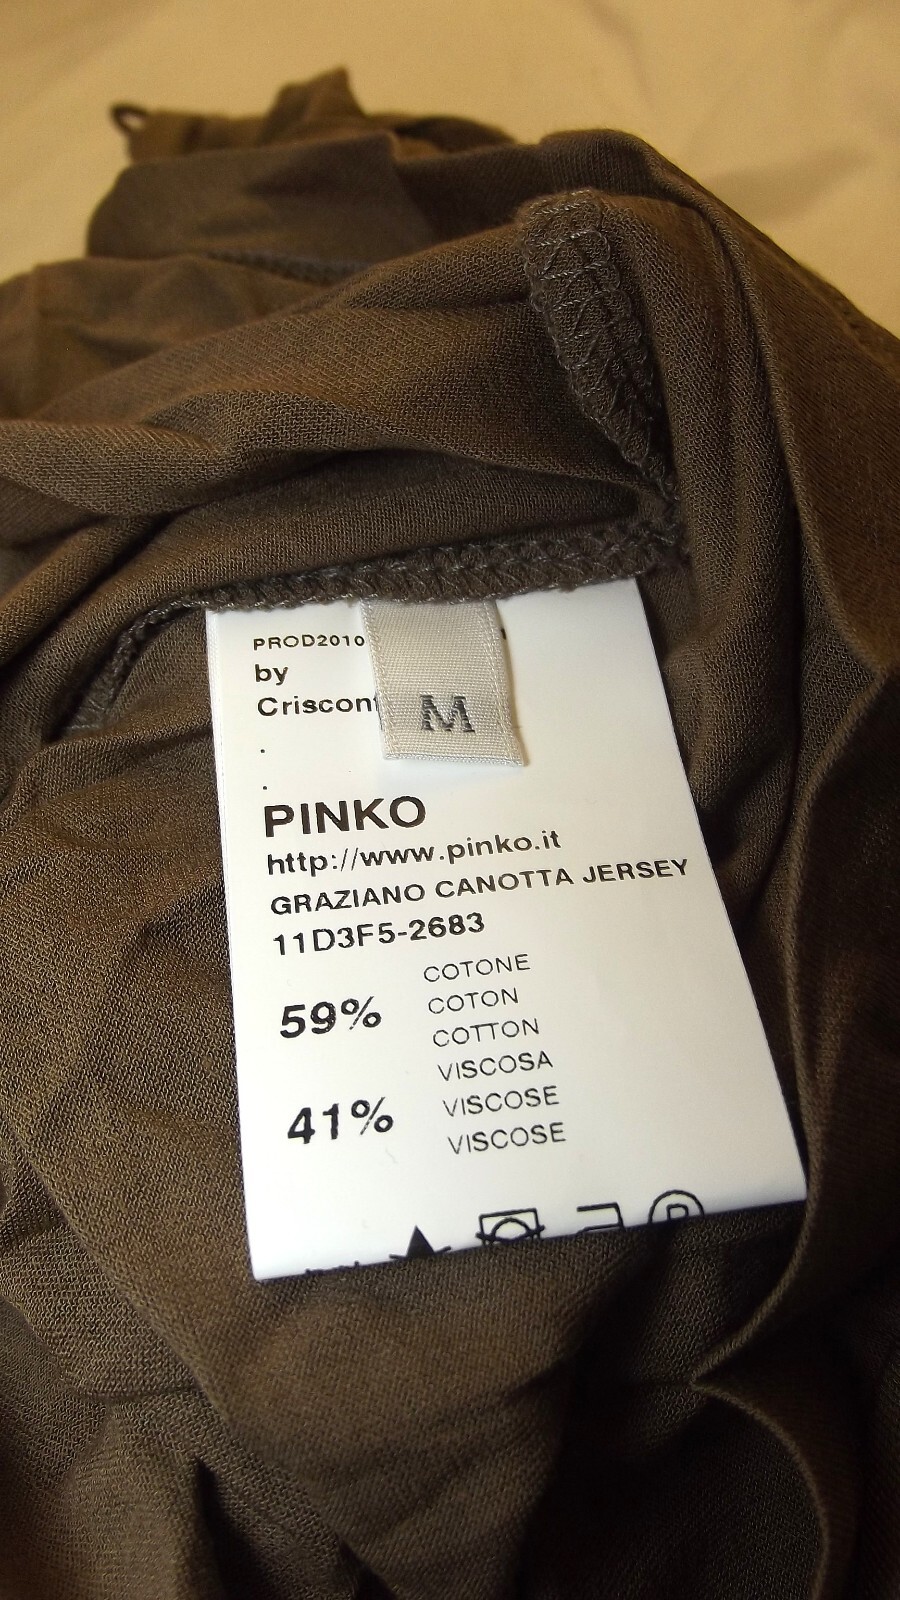 PROD2010
by
M
PINKO
http://www.pinko.it
GRAZIANO CANOTTA JERSEY
11D3F5-2683
COTONE
59% COTON
COTTON
VISCOSA
41% VISCOSE
VISCOSE
P